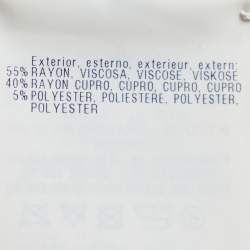 Exterior, esterno, exterieur, extern:
55% RAYON, VISCOSA, VISCOSE, VISKOSE
40% RAYON CUPRO, CUPRO, CUPRO, CUPRO
5% POLYESTER, POLIESTERE, POLYESTER,
POLYESTER